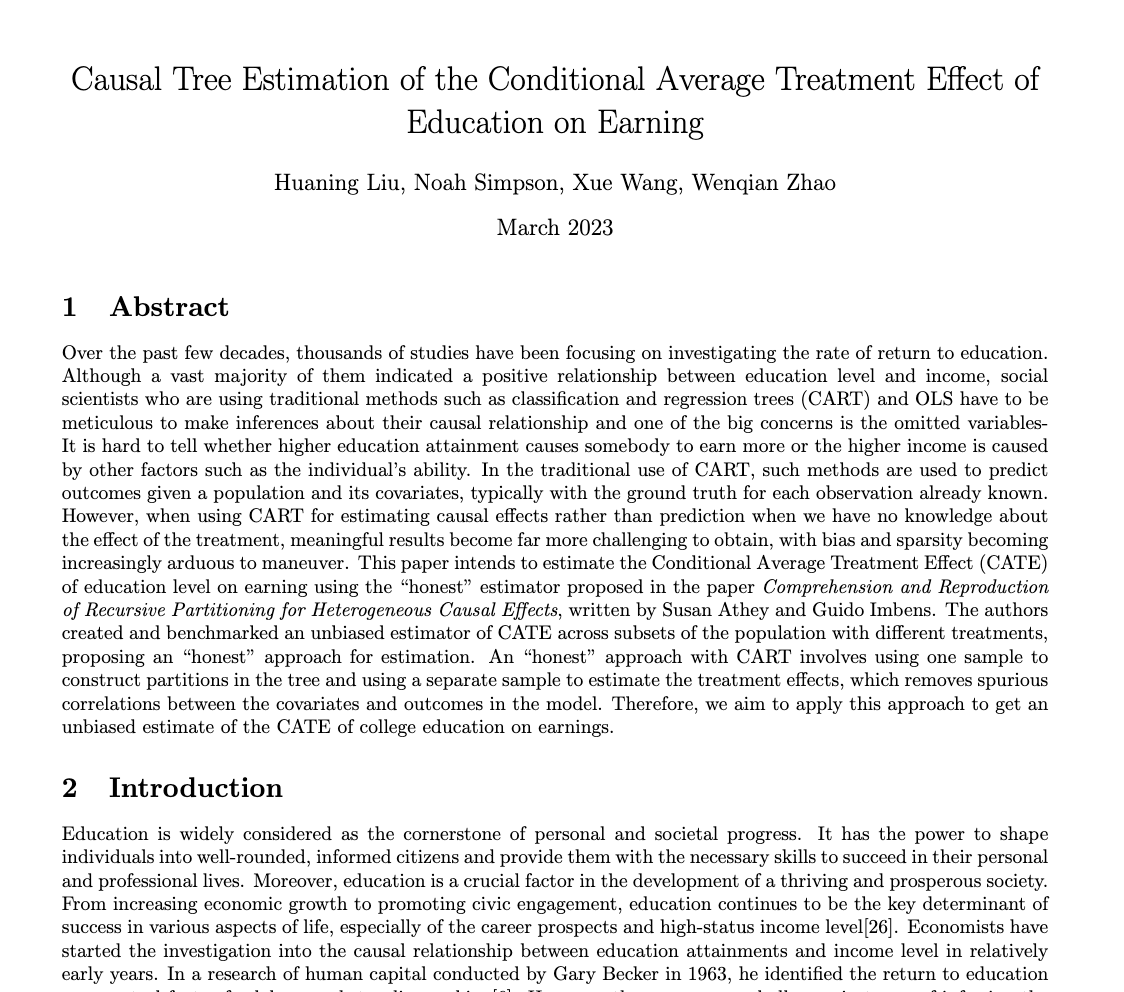 Causal Tree Estimation of the Conditional Average Treatment Effect of
Education on Earning
Huaning Liu, Noah Simpson, Xue Wang, Wenqian Zhao
March 2023
1 Abstract
Over the past few decades, thousands of studies have been focusing on investigating the rate of return to education.
Although a vast majority of them indicated a positive relationship between education level and income, social
scientists who are using traditional methods such as classification and regression trees (CART) and OLS have to be
meticulous to make inferences about their causal relationship and one of the big concerns is the omitted variables-
It is hard to tell whether higher education attainment causes somebody to earn more or the higher income is caused
by other factors such as the individual's ability. In the traditional use of CART, such methods are used to predict
outcomes given a population and its covariates, typically with the ground truth for each observation already known.
However, when using CART for estimating causal effects rather than prediction when we have no knowledge about
the effect of the treatment, meaningful results become far more challenging to obtain, with bias and sparsity becoming
increasingly arduous to maneuver. This paper intends to estimate the Conditional Average Treatment Effect (CATE)
of education level on earning using the “honest” estimator proposed in the paper Comprehension and Reproduction
of Recursive Partitioning for Heterogeneous Causal Effects, written by Susan Athey and Guido Imbens. The authors
created and benchmarked an unbiased estimator of CATE across subsets of the population with different treatments,
proposing an “honest” approach for estimation. An “honest” approach with CART involves using one sample to
construct partitions in the tree and using a separate sample to estimate the treatment effects, which removes spurious
correlations between the covariates and outcomes in the model. Therefore, we aim to apply this approach to get an
unbiased estimate of the CATE of college education on earnings.
2 Introduction
Education is widely considered as the cornerstone of personal and societal progress. It has the power to shape
individuals into well-rounded, informed citizens and provide them with the necessary skills to succeed in their personal
and professional lives. Moreover, education is a crucial factor in the development of a thriving and prosperous society.
From increasing economic growth to promoting civic engagement, education continues to be the key determinant of
success in various aspects of life, especially of the career prospects and high-status income level[26]. Economists have
started the investigation into the causal relationship between education attainments and income level in relatively
early years. In a research of human capital conducted by Gary Becker in 1963, he identified the return to education